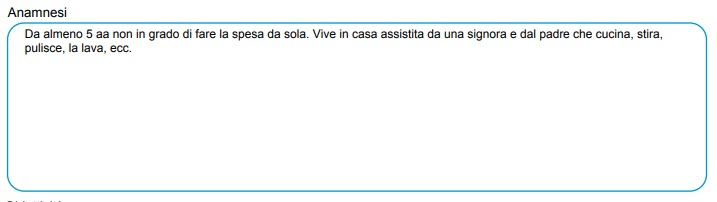 Anamnesi
Da almeno 5 aa non in grado di fare la spesa da sola. Vive in casa assistita da una signora e dal padre che cucina, stira,
pulisce, la lava, ecc.